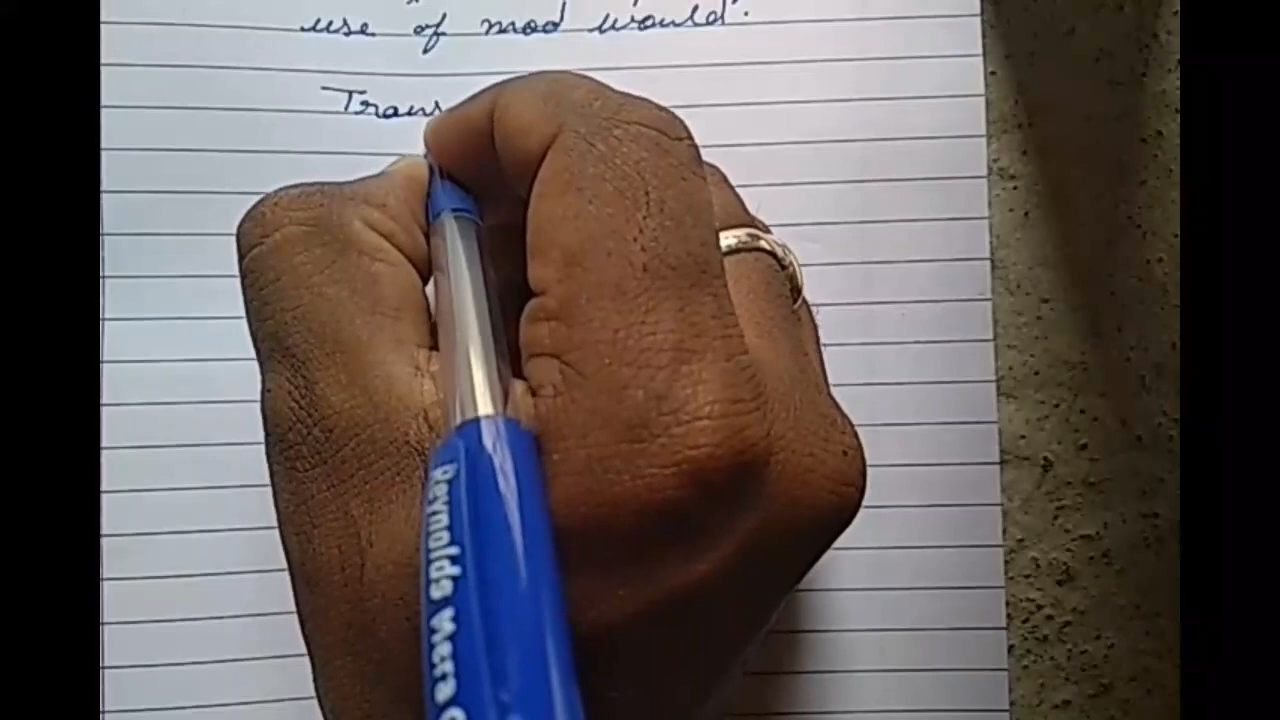 use of mod would.
Trans
Reynolds